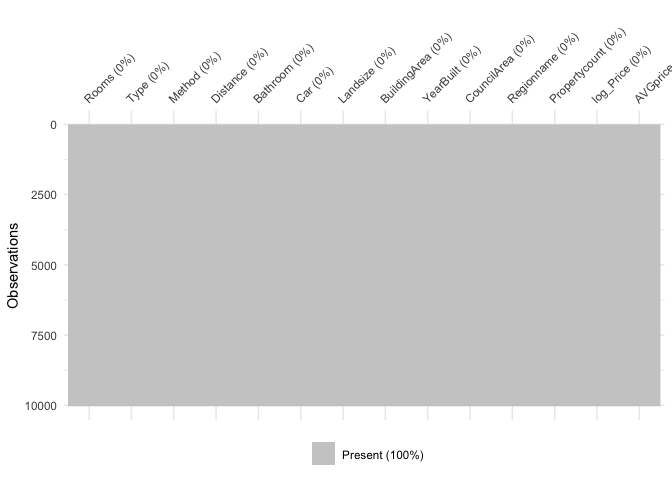 Rooms (0%)
Type (0%)
Method (0%)
Distance (0%)
Bathroom (0%)
Car (0%)
Landsize (0%)
BuildingArea (0%)
YearBuilt (0%)
CouncilArea (0%)
Regionname (0%)
Propertycount (0%)
log_Price (0%)
AVGprice
0
2500
5000
7500
10000
Observations
Present (100%)